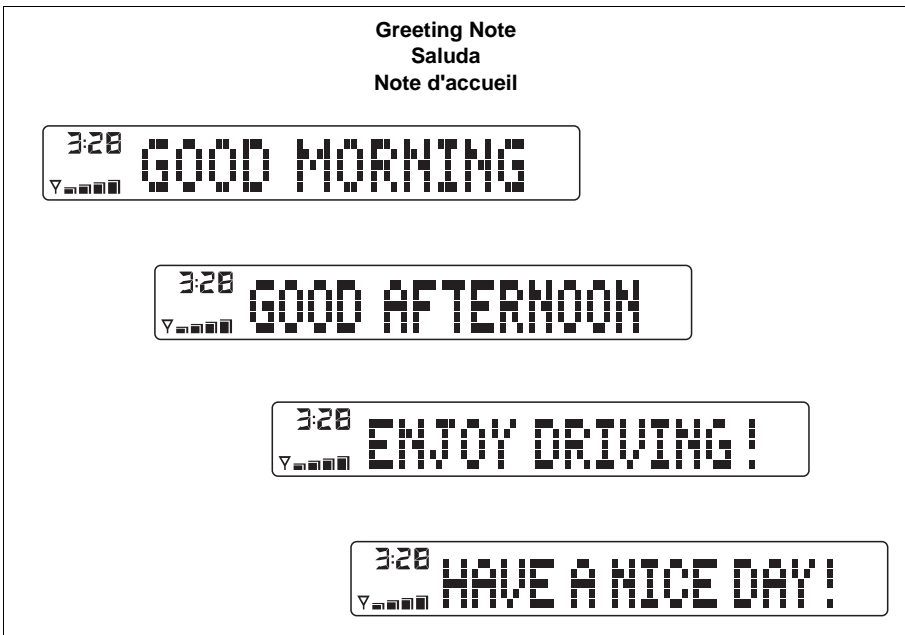 Greeting Note
Saluda
Note d'accueil
3:28 GOOD MORNING
3:28 GOOD AFTERNOON
3:28 ENJOY DRIVING!
3:28 HAVE A NICE DAY!